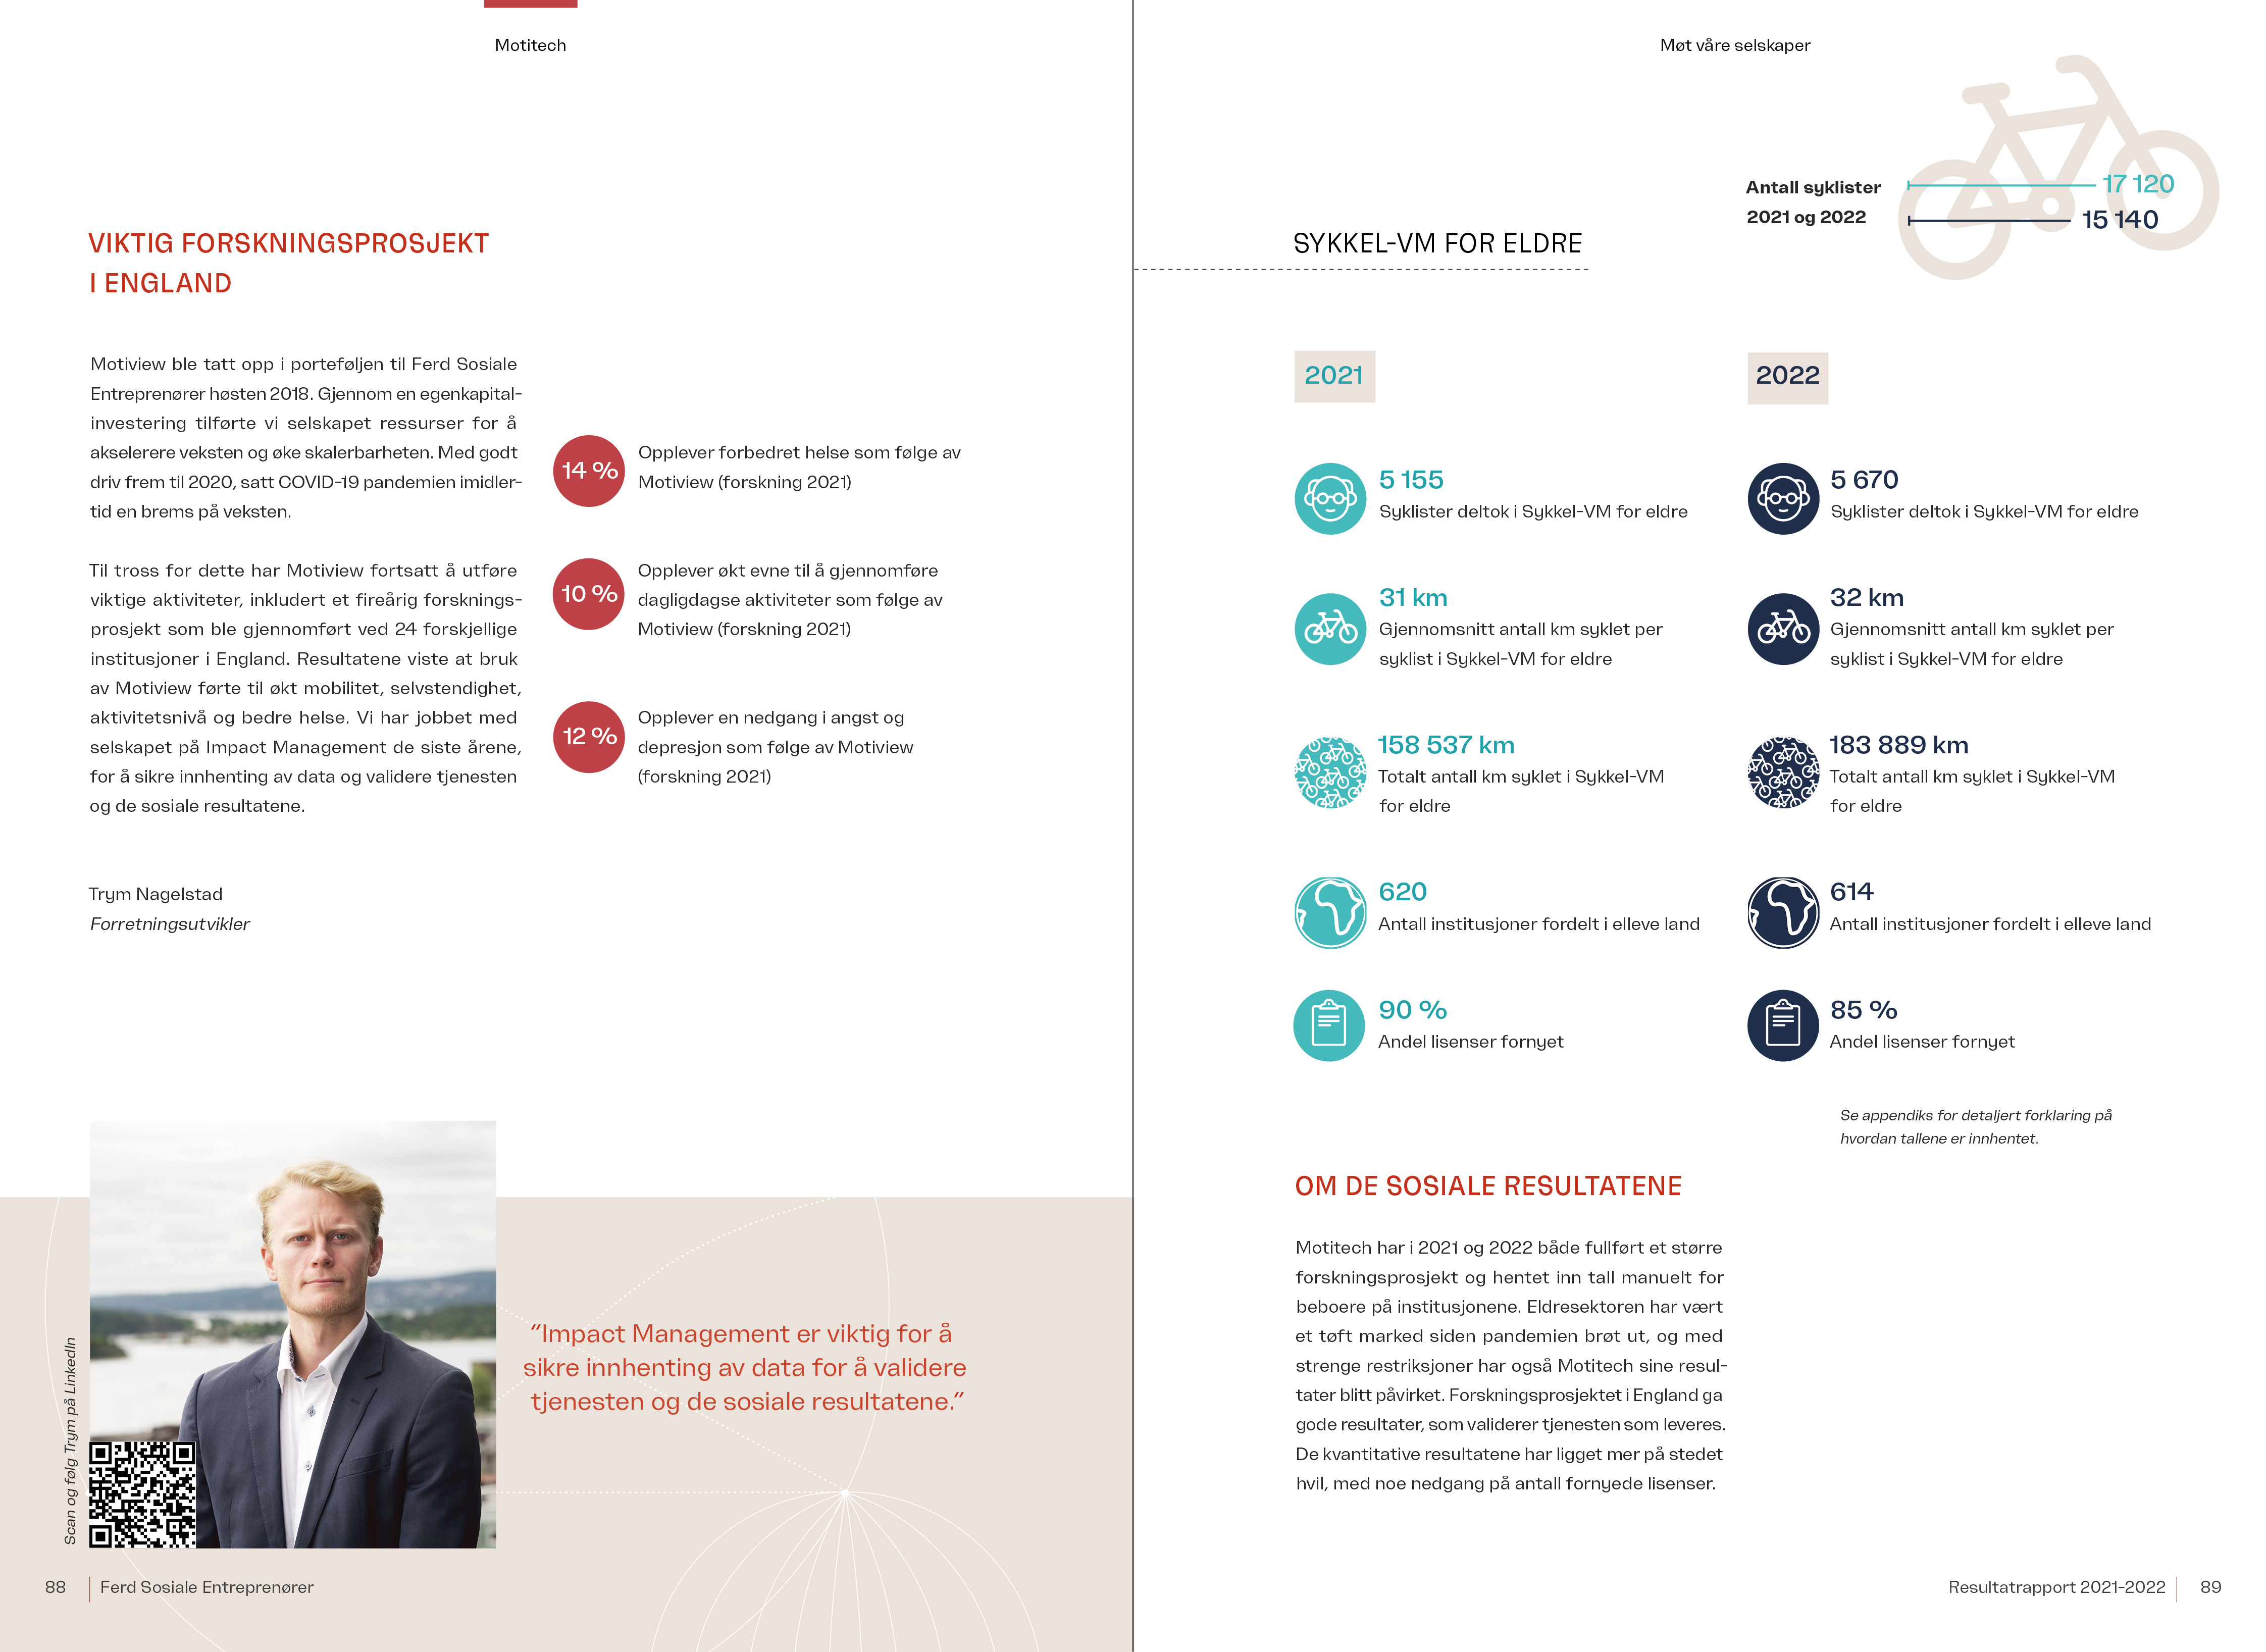 Motitech
VIKTIG FORSKNINGSPROSJEKT
I ENGLAND
Motiview ble tatt opp i porteføljen til Ferd Sosiale
Entreprenører høsten 2018. Gjennom en egenkapital-
investering tilførte vi selskapet ressurser for å
akselerere veksten og øke skalerbarheten. Med godt
driv frem til 2020, satt COVID-19 pandemien imidler-
tid en brems på veksten.
Til tross for dette har Motiview fortsatt å utføre
viktige aktiviteter, inkludert et fireårig forsknings-
prosjekt som ble gjennomført ved 24 forskjellige
institusjoner i England. Resultatene viste at bruk
av Motiview førte til økt mobilitet, selvstendighet,
aktivitetsnivå og bedre helse. Vi har jobbet med
selskapet på Impact Management de siste årene,
for å sikre innhenting av data og validere tjenesten
og de sosiale resultatene.
Trym Nagelstad
Forretningsutvikler
14 %
Opplever forbedret helse som følge av
Motiview (forskning 2021)
10 %
Opplever økt evne til å gjennomføre
dagligdagse aktiviteter som følge av
Motiview (forskning 2021)
12 %
Opplever en nedgang i angst og
depresjon som følge av Motiview
(forskning 2021)
Scan og følg Trym på LinkedIn
“Impact Management er viktig for å
sikre innhenting av data for å validere
tjenesten og de sosiale resultatene.”
88
Ferd Sosiale Entreprenører
Møt våre selskaper
Antall syklister
2021 og 2022
17 120
15 140
SYKKEL-VM FOR ELDRE
2021
5 155
Syklister deltok i Sykkel-VM for eldre
31 km
Gjennomsnitt antall km syklet per
syklist i Sykkel-VM for eldre
158 537 km
Totalt antall km syklet i Sykkel-VM
for eldre
620
Antall institusjoner fordelt i elleve land
90 %
Andel lisenser fornyet
2022
5 670
Syklister deltok i Sykkel-VM for eldre
32 km
Gjennomsnitt antall km syklet per
syklist i Sykkel-VM for eldre
183 889 km
Totalt antall km syklet i Sykkel-VM
for eldre
614
Antall institusjoner fordelt i elleve land
85 %
Andel lisenser fornyet
Se appendiks for detaljert forklaring på
hvordan tallene er innhentet.
OM DE SOSIALE RESULTATENE
Motitech har i 2021 og 2022 både fullført et større
forskningsprosjekt og hentet inn tall manuelt for
beboere på institusjonene. Eldresektoren har vært
et tøft marked siden pandemien brøt ut, og med
strenge restriksjoner har også Motitech sine resul-
tater blitt påvirket. Forskningsprosjektet i England ga
gode resultater, som validerer tjenesten som leveres.
De kvantitative resultatene har ligget mer på stedet
hvil, med noe nedgang på antall fornyede lisenser.
Resultatrapport 2021-2022
89